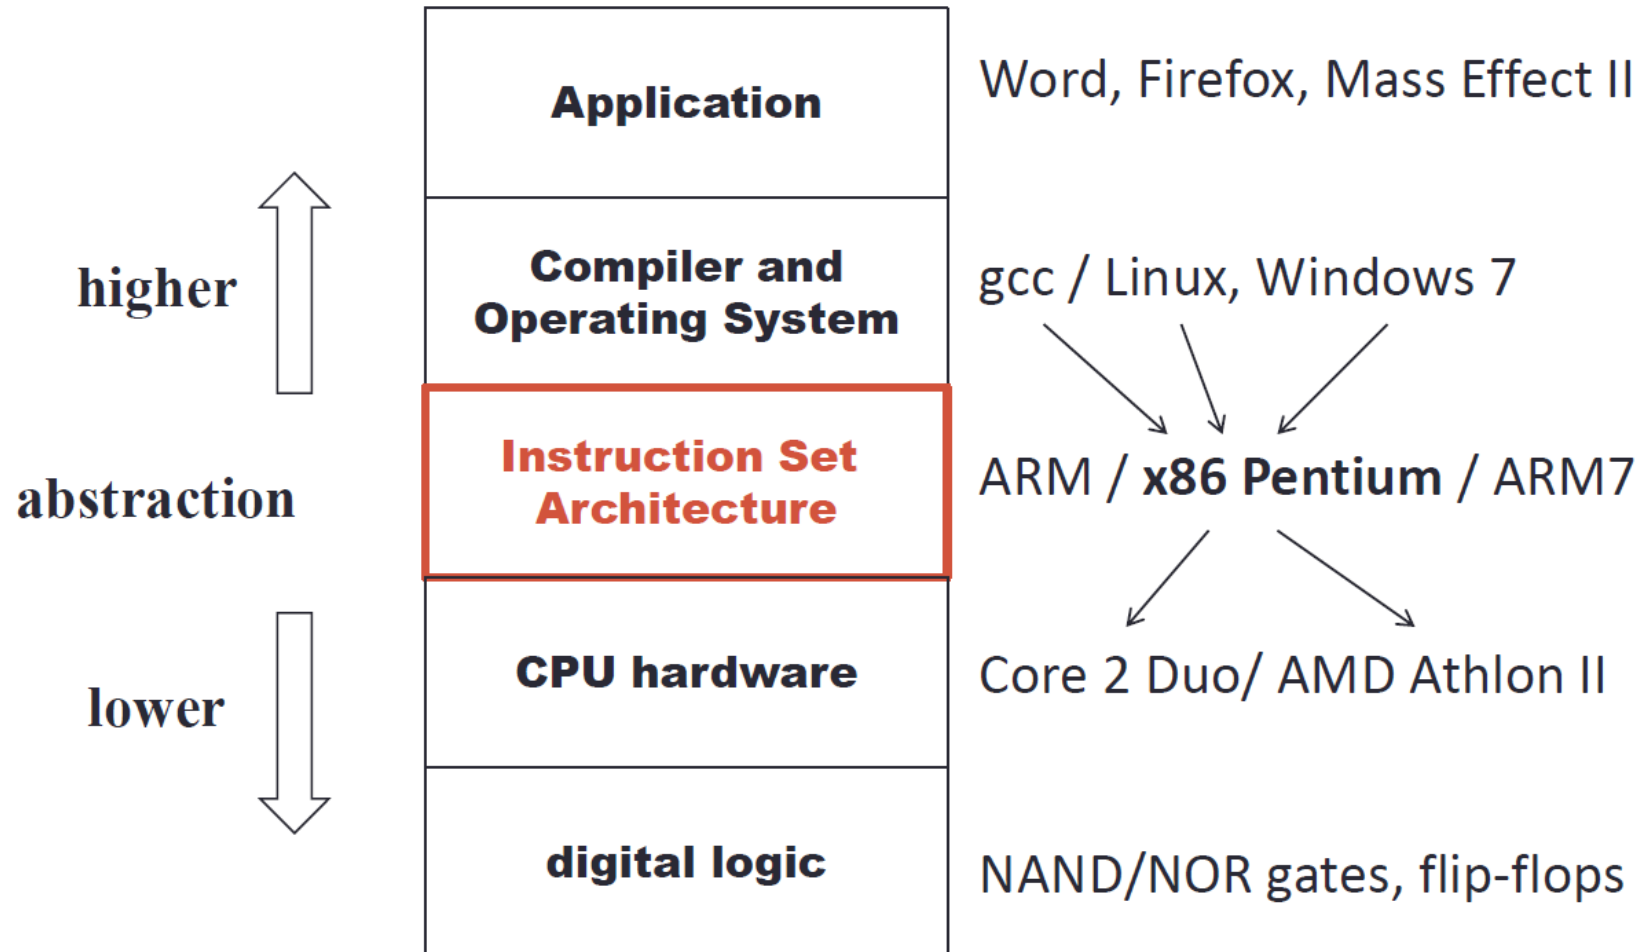 Application
Word, Firefox, Mass Effect II
higher
Compiler and
Operating System
gcc / Linux, Windows 7
abstraction
Instruction Set
Architecture
ARM / x86 Pentium / ARM7
lower
CPU hardware
Core 2 Duo/ AMD Athlon II
digital logic
NAND/NOR gates, flip-flops